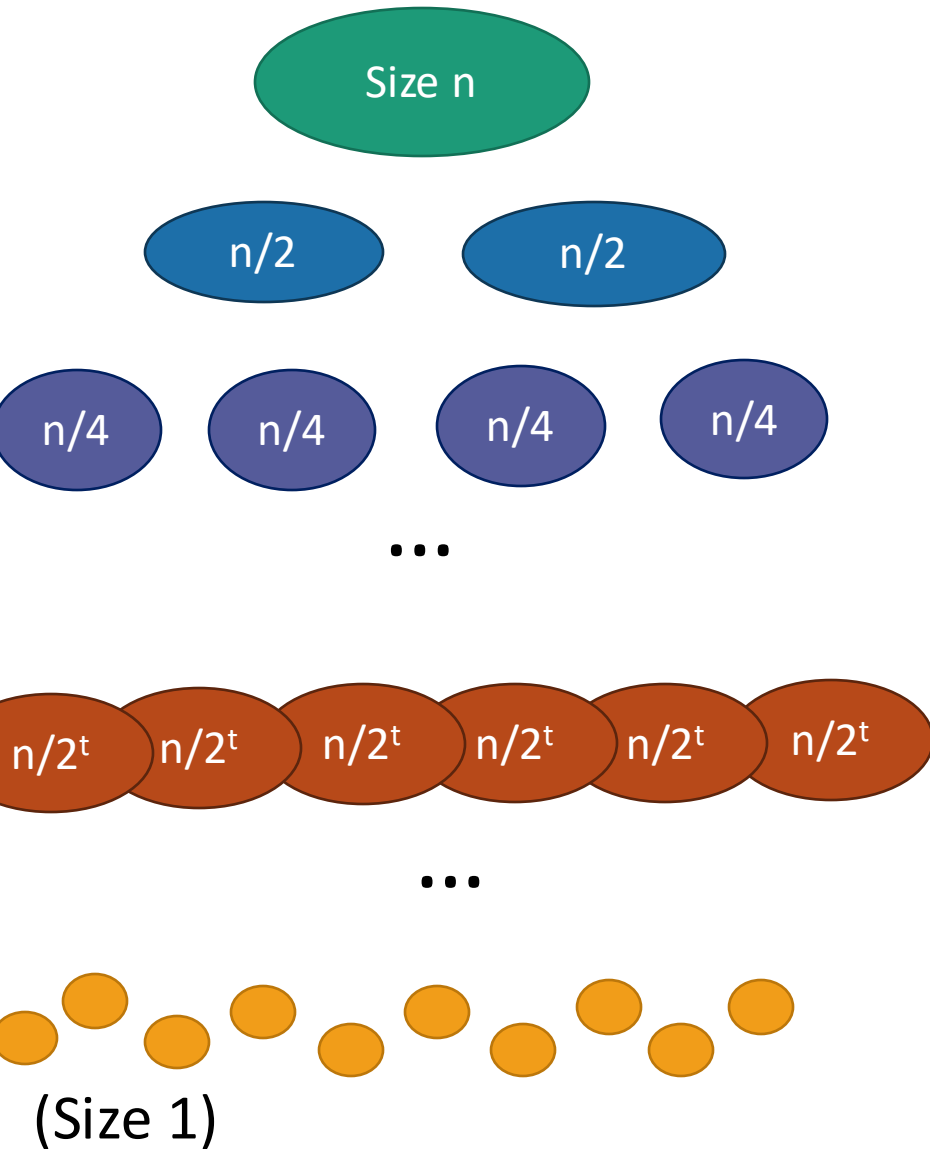 Size n
n/2 n/2
n/4 n/4 n/4 n/4
...
n/2ᵗ n/2ᵗ n/2ᵗ n/2ᵗ n/2ᵗ n/2ᵗ
...
(Size 1)